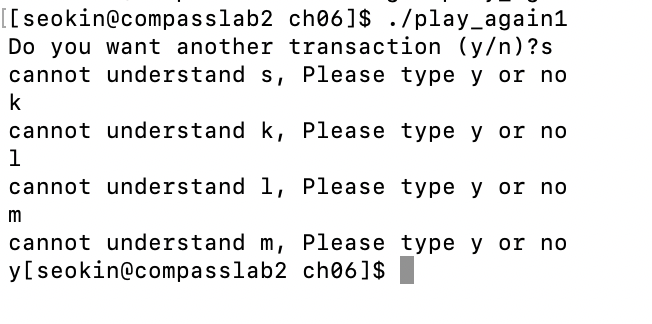 [[seokin@compasslab2 ch06]$ ./play_again1
Do you want another transaction (y/n)?s
cannot understand s, Please type y or no
k
cannot understand k, Please type y or no
l
cannot understand l, Please type y or no
m
cannot understand m, Please type y or no
y[seokin@compasslab2 ch06]$